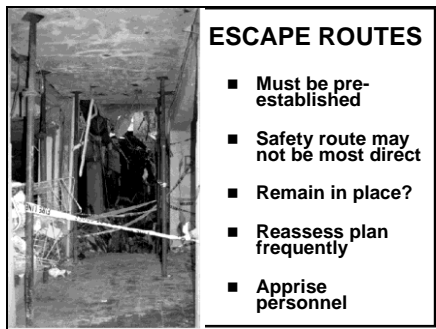 ESCAPE ROUTES
■ Must be pre-
established
■ Safety route may
not be most direct
■ Remain in place?
■ Reassess plan
frequently
■ Apprise
personnel